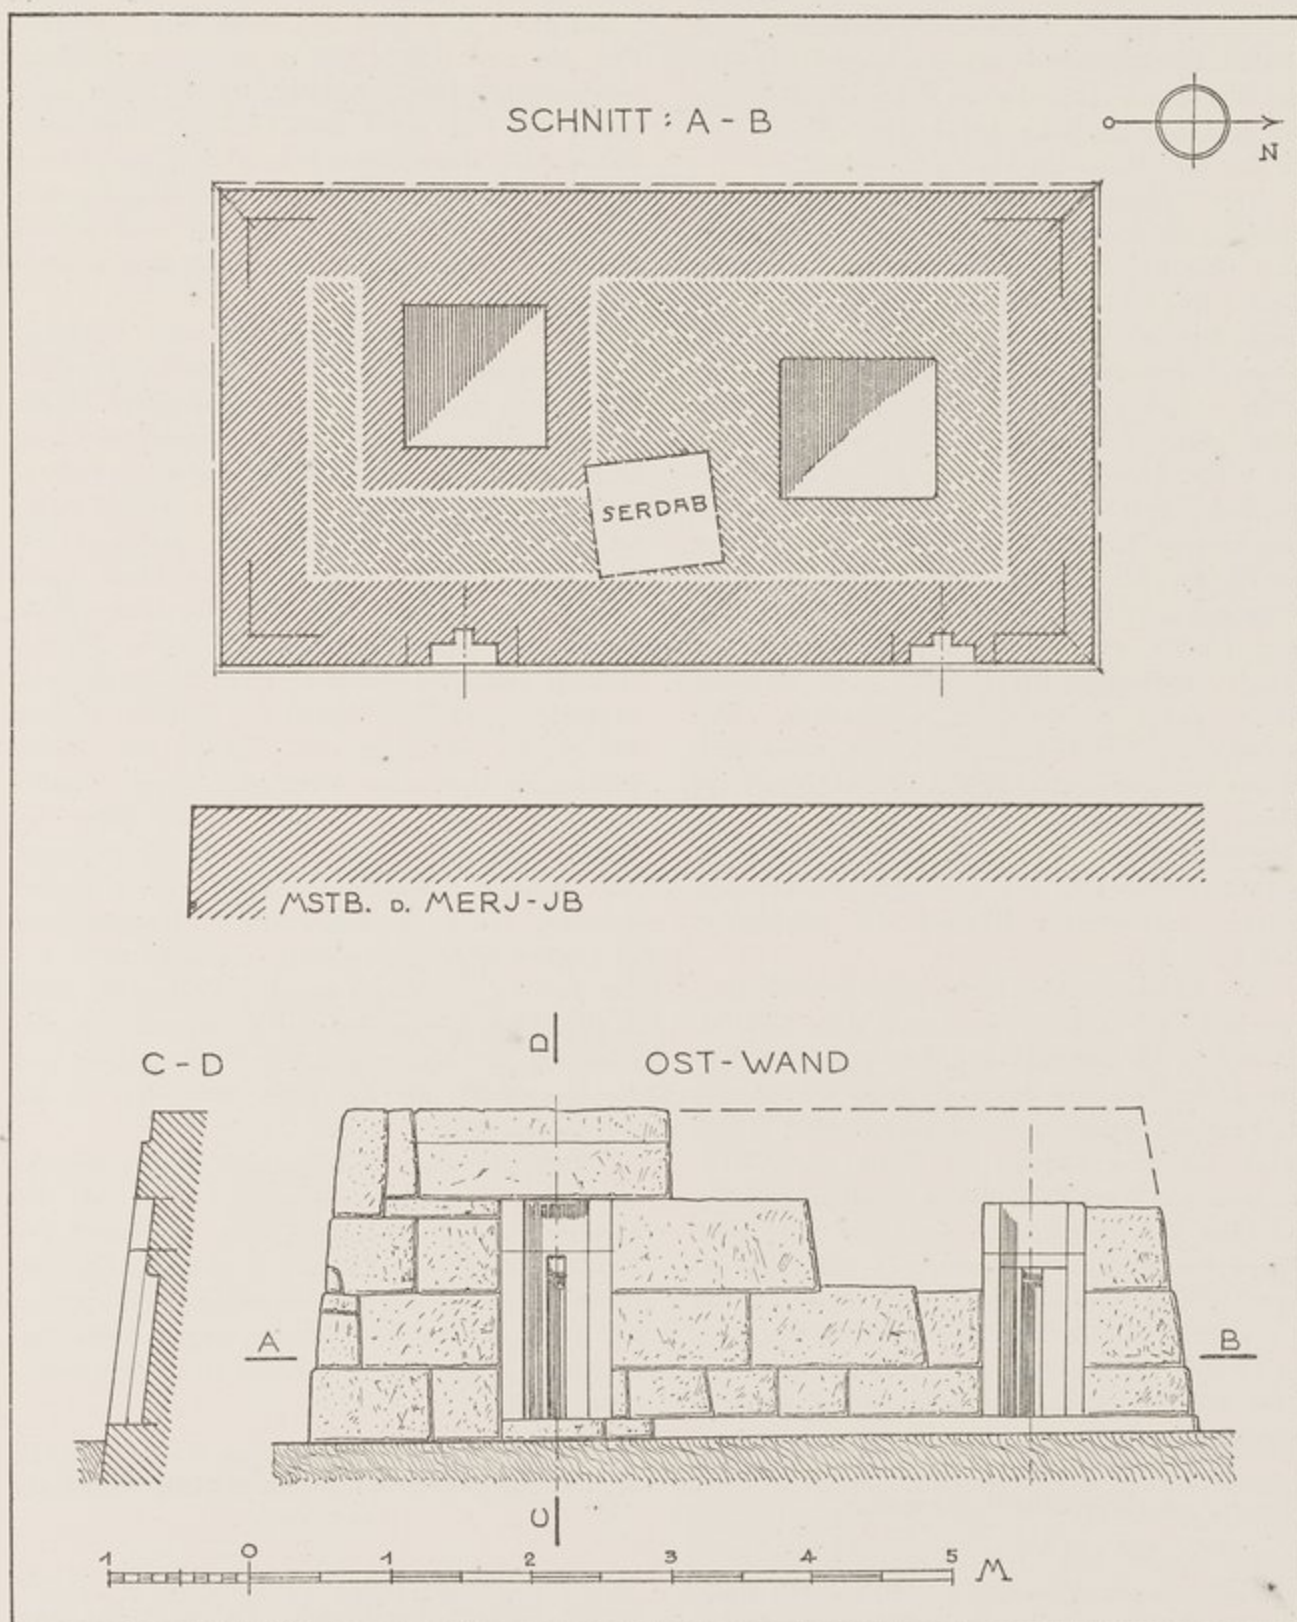 SCHNITT : A - B
N
SERDAB
MSTB. D. MERJ-JB
C - D
D
OST-WAND
A
B
C
1 0 1 2 3 4 5 M